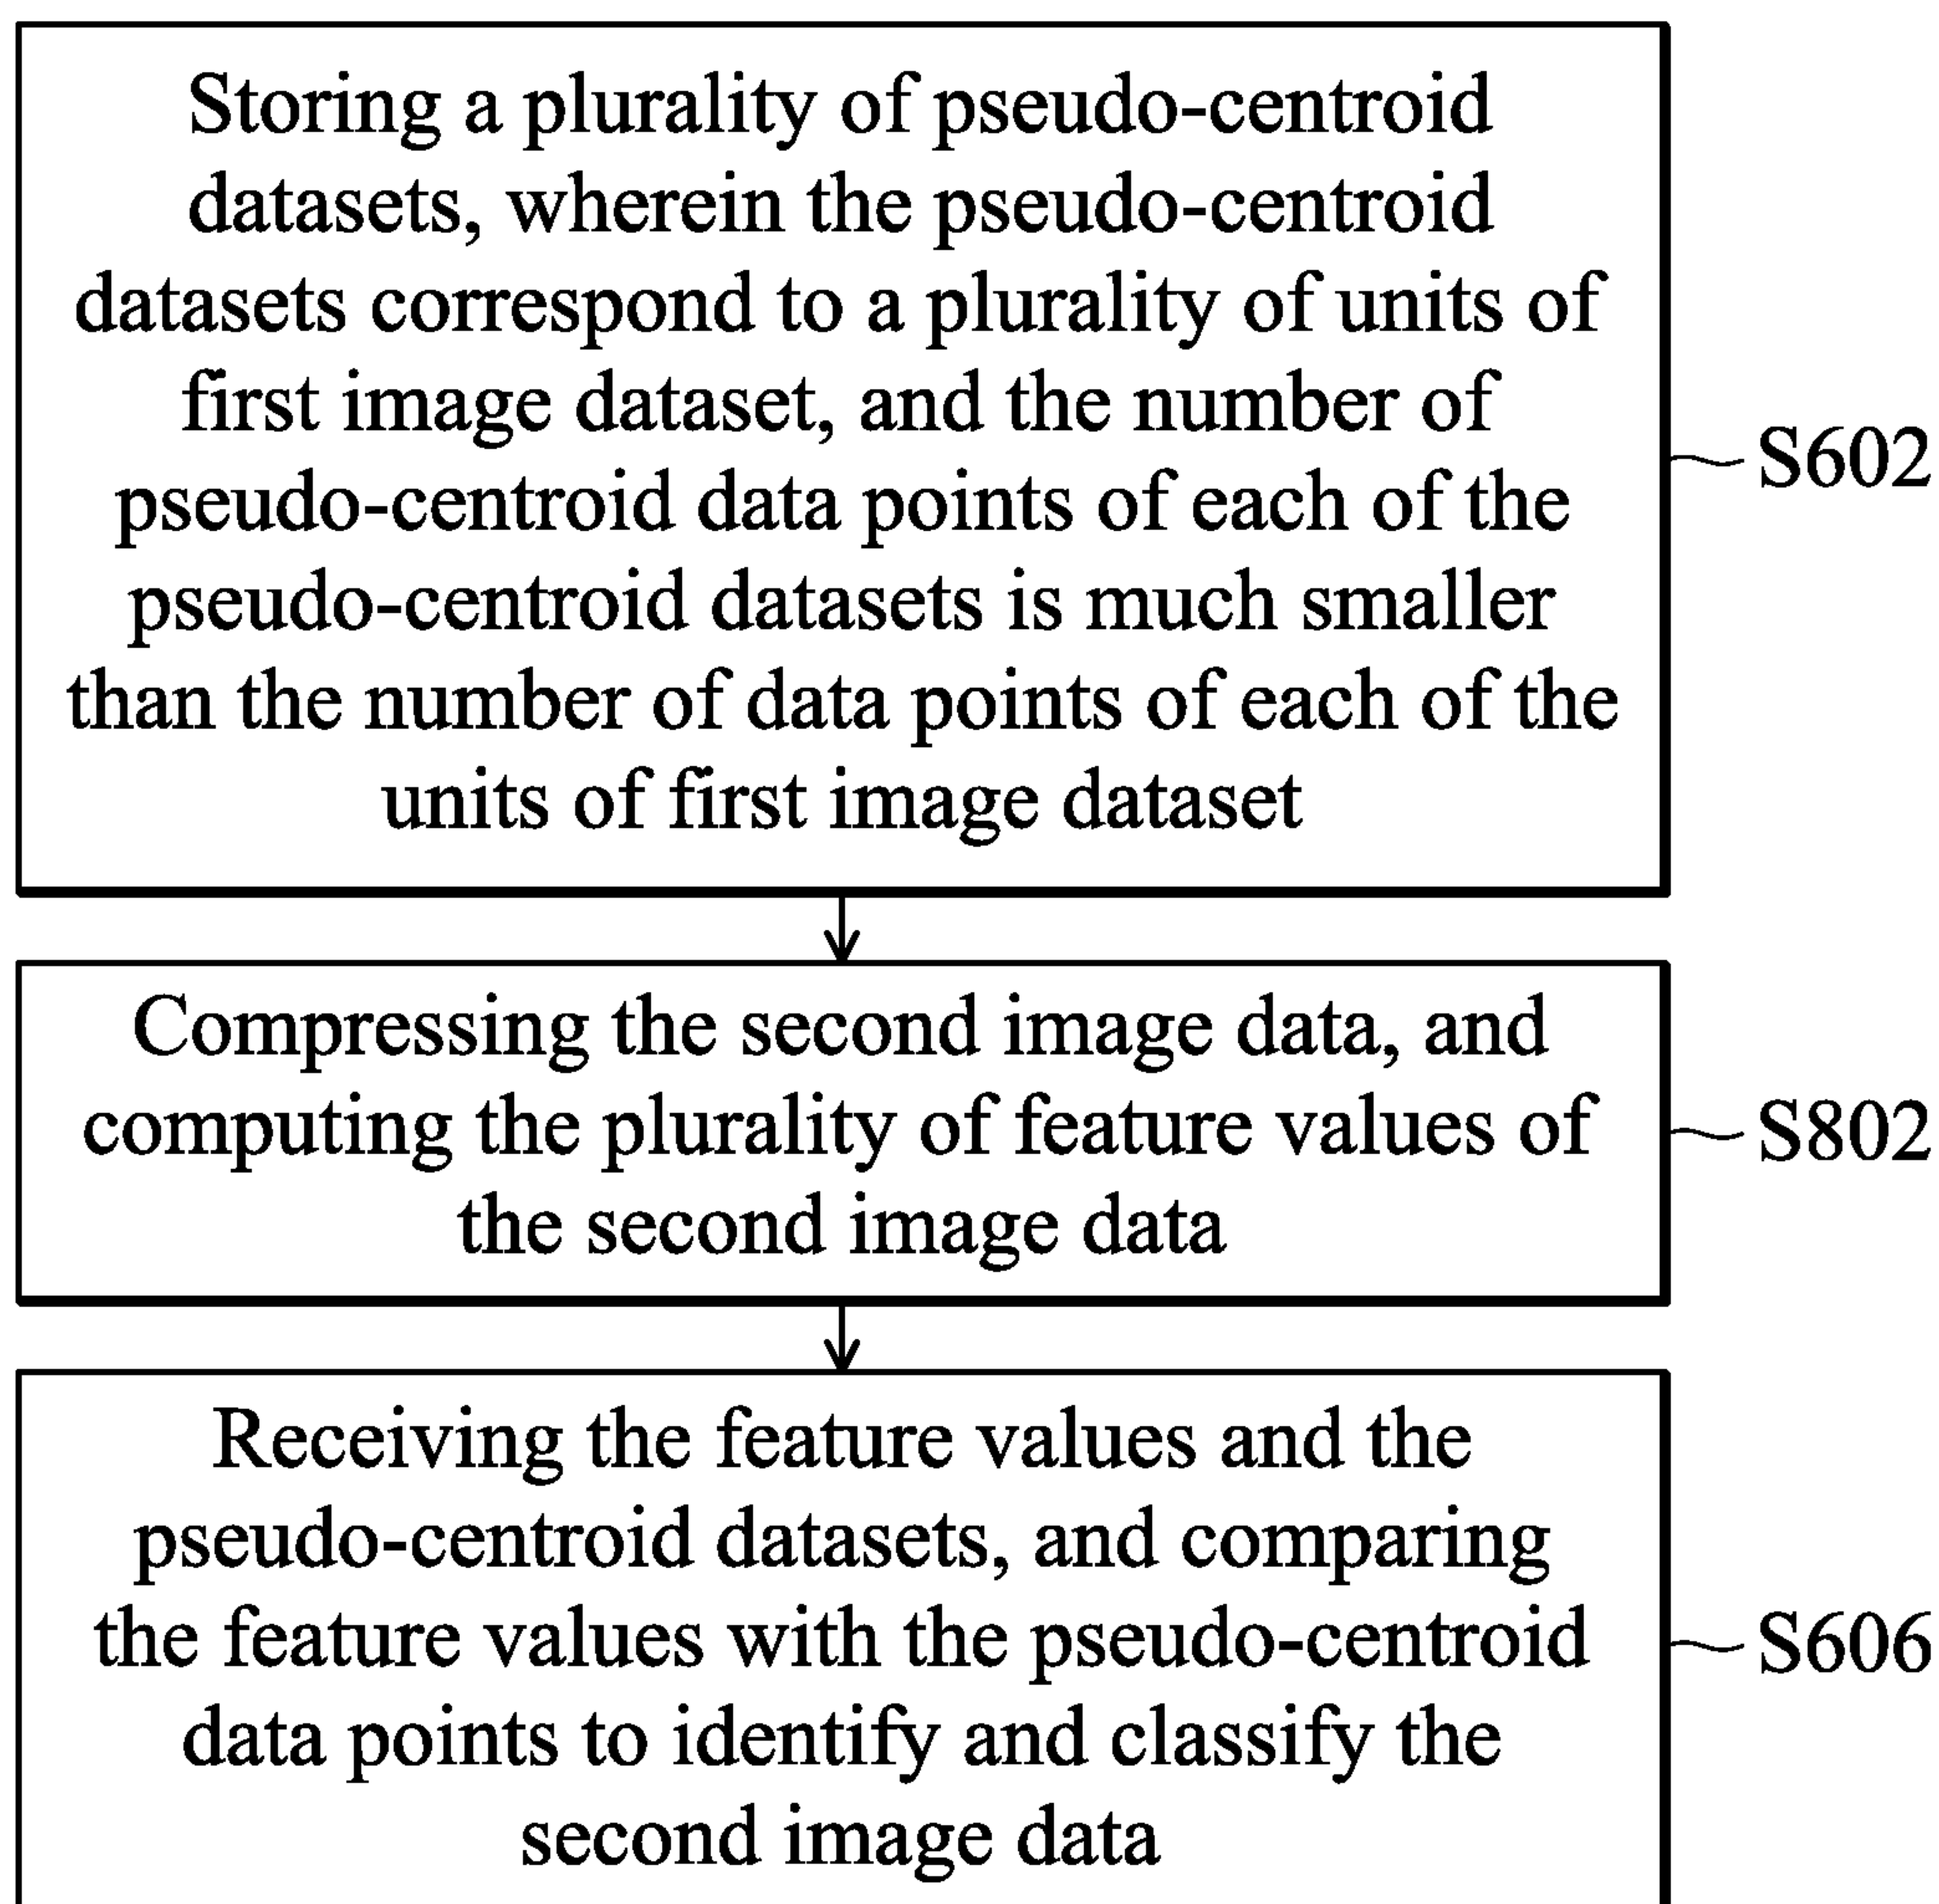 Storing a plurality of pseudo-centroid
datasets, wherein the pseudo-centroid
datasets correspond to a plurality of units of
first image dataset, and the number of
pseudo-centroid data points of each of the
pseudo-centroid datasets is much smaller
than the number of data points of each of the
units of first image dataset
S602
Compressing the second image data, and
computing the plurality of feature values of
the second image data
S802
Receiving the feature values and the
pseudo-centroid datasets, and comparing
the feature values with the pseudo-centroid
data points to identify and classify the
second image data
S606